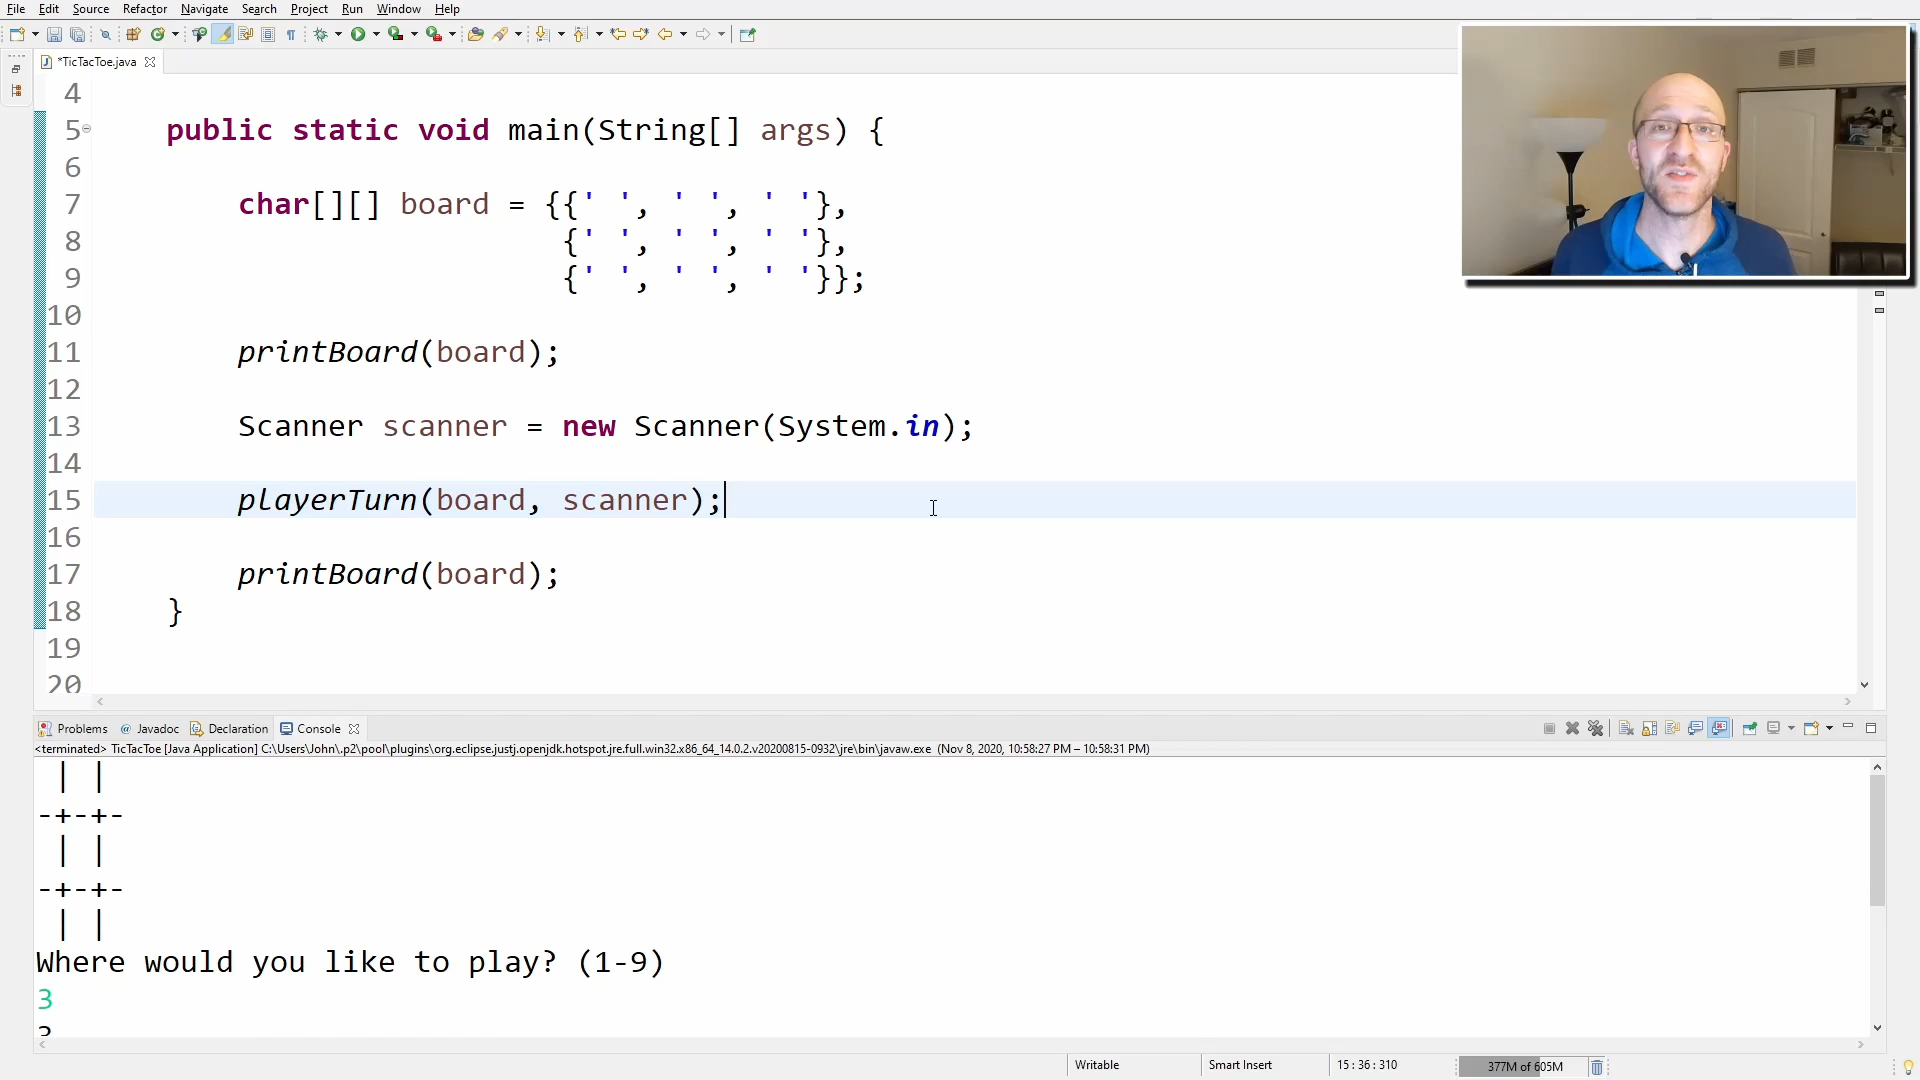 File Edit Source Refactor Navigate Search Project Run Window Help
*TicTacToe.java
4
5 public static void main(String[] args) {
6
7 char[][] board = {{' ', ' ', ' '},
8 {' ', ' ', ' '},
9 {' ', ' ', ' '}};
10
11 printBoard(board);
12
13 Scanner scanner = new Scanner(System.in);
14
15 playerTurn(board, scanner);
16
17 printBoard(board);
18 }
19
20
Problems @ Javadoc Declaration Console
<terminated> TicTacToe [Java Application] C:\Users\John\.p2\pool\plugins\org.eclipse.justj.openjdk.hotspot.jre.full.win32.x86_64_14.0.2.v20200815-0932\jre\bin\javaw.exe (Nov 8, 2020, 10:58:27 PM – 10:58:31 PM)
| |
-+-+-
| |
-+-+-
| |
Where would you like to play? (1-9)
3
3
Writable Smart Insert 15 : 36 : 310 377M of 605M